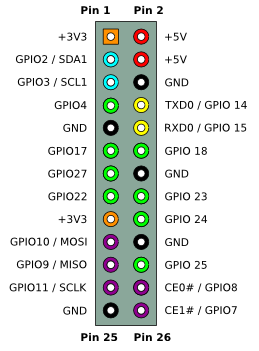 Pin 1 Pin 2
+3V3 +5V
GPIO2 / SDA1 +5V
GPIO3 / SCL1 GND
GPIO4 TXD0 / GPIO 14
GND RXD0 / GPIO 15
GPIO17 GPIO 18
GPIO27 GND
GPIO22 GPIO 23
+3V3 GPIO 24
GPIO10 / MOSI GND
GPIO9 / MISO GPIO 25
GPIO11 / SCLK CE0# / GPIO8
GND CE1# / GPIO7
Pin 25 Pin 26